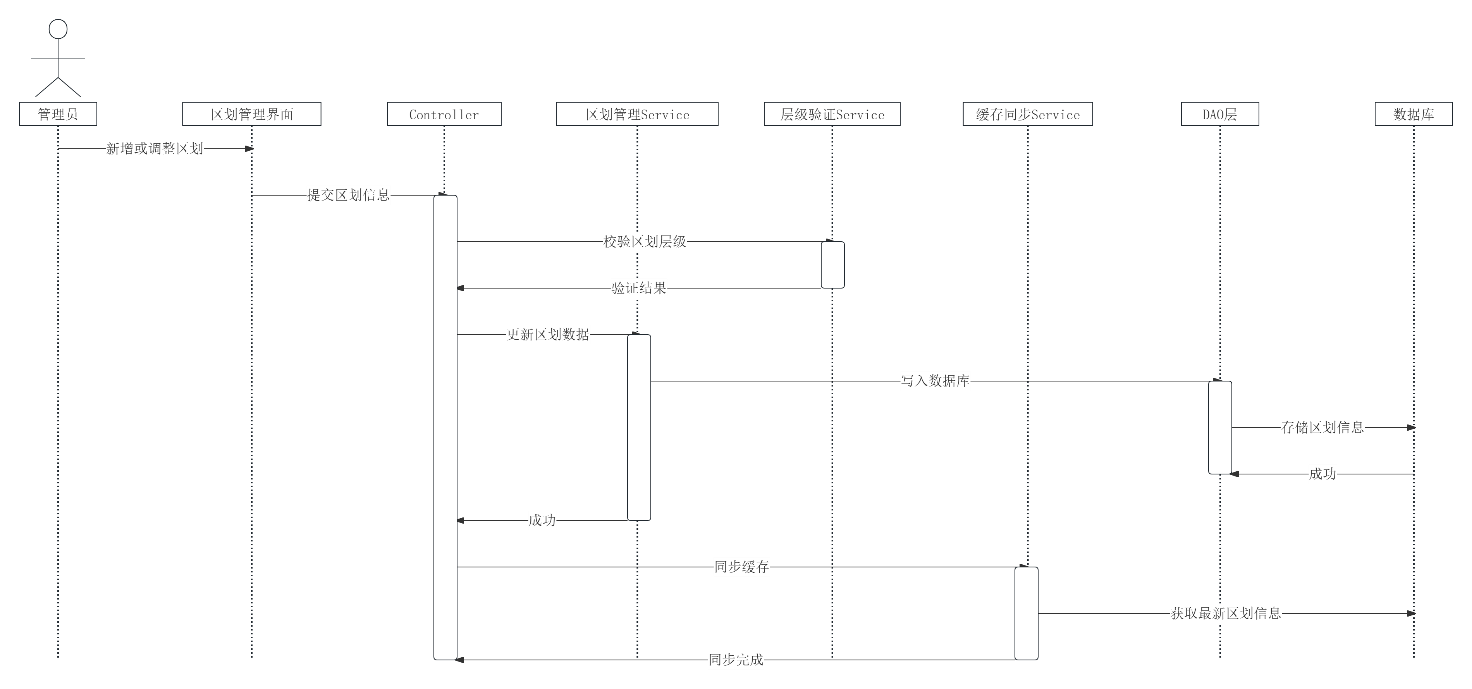 管理员
区划管理界面
Controller
区划管理Service
层级验证Service
缓存同步Service
DAO层
数据库
新增或调整区划
提交区划信息
校验区划层级
验证结果
更新区划数据
写入数据库
存储区划信息
成功
成功
同步缓存
获取最新区划信息
同步完成